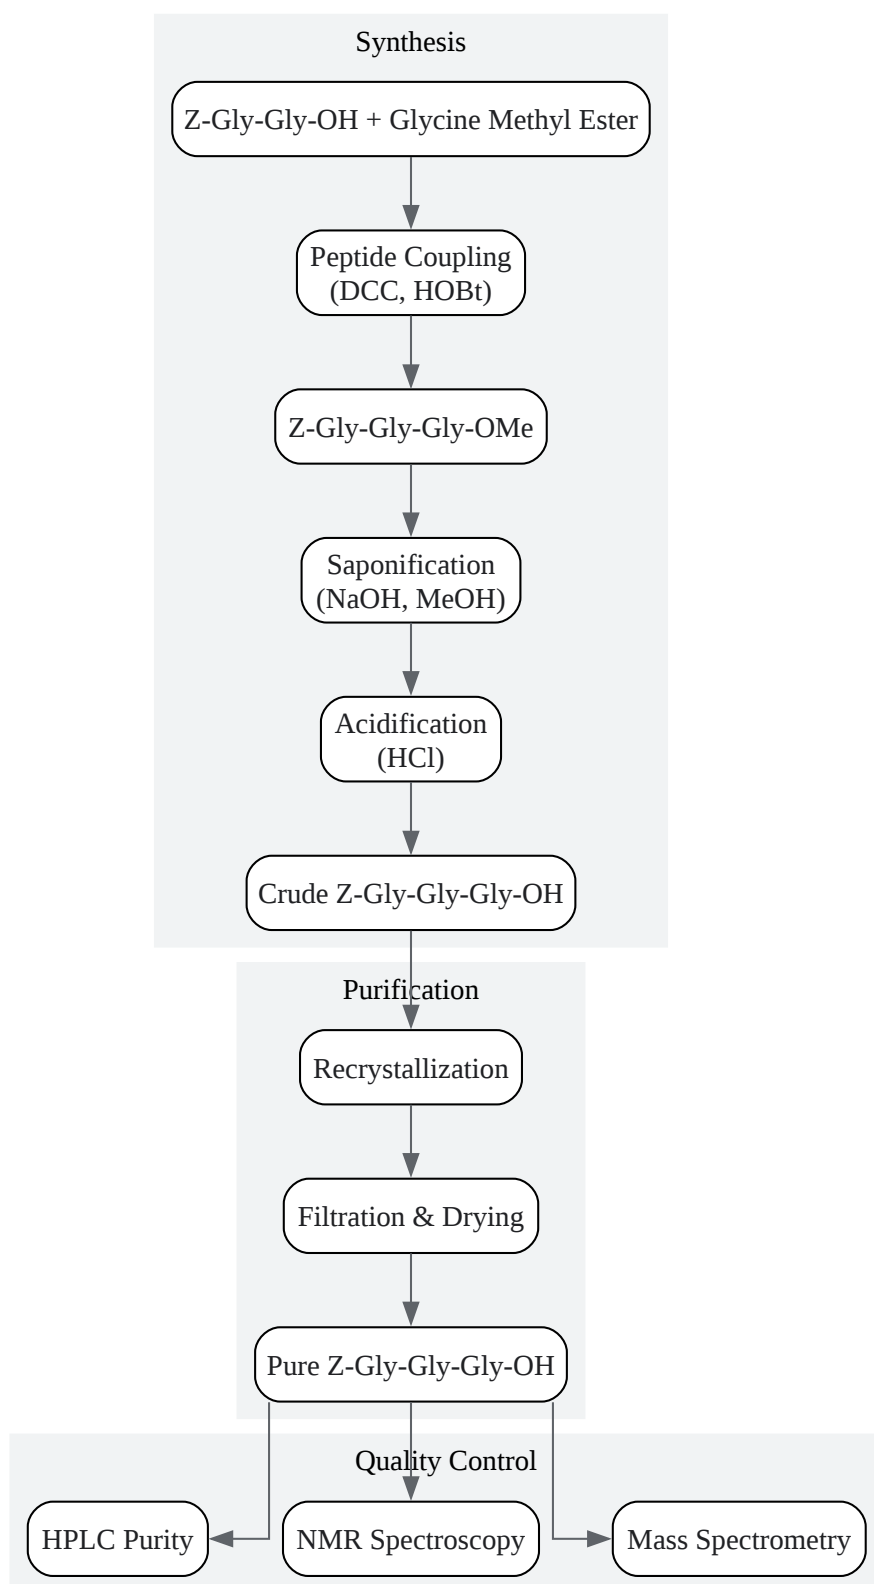 Synthesis
Z-Gly-Gly-OH + Glycine Methyl Ester
Peptide Coupling
(DCC, HOBt)
Z-Gly-Gly-Gly-OMe
Saponification
(NaOH, MeOH)
Acidification
(HCl)
Crude Z-Gly-Gly-Gly-OH
Purification
Recrystallization
Filtration & Drying
Pure Z-Gly-Gly-Gly-OH
Quality Control
HPLC Purity
NMR Spectroscopy
Mass Spectrometry